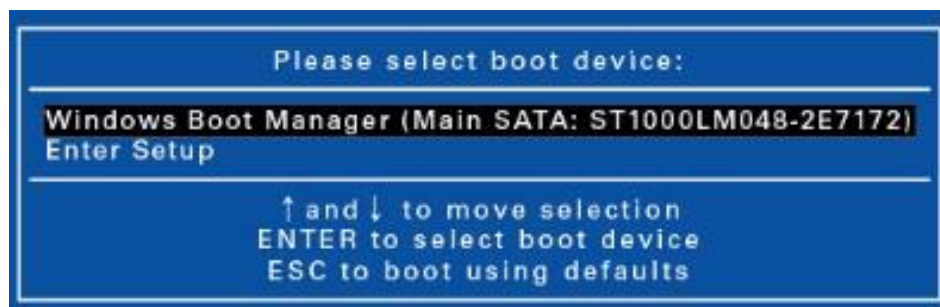 Please select boot device:
Windows Boot Manager (Main SATA: ST1000LM048-2E7172)
Enter Setup
↑ and ↓ to move selection
ENTER to select boot device
ESC to boot using defaults